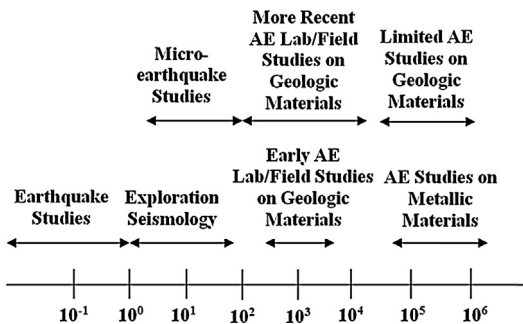 Micro-
earthquake
Studies
More Recent
AE Lab/Field
Studies on
Geologic
Materials
Limited AE
Studies on
Geologic
Materials
Earthquake
Studies
Exploration
Seismology
Early AE
Lab/Field Studies
on Geologic
Materials
AE Studies on
Metallic
Materials
10⁻¹ 10⁰ 10¹ 10² 10³ 10⁴ 10⁵ 10⁶